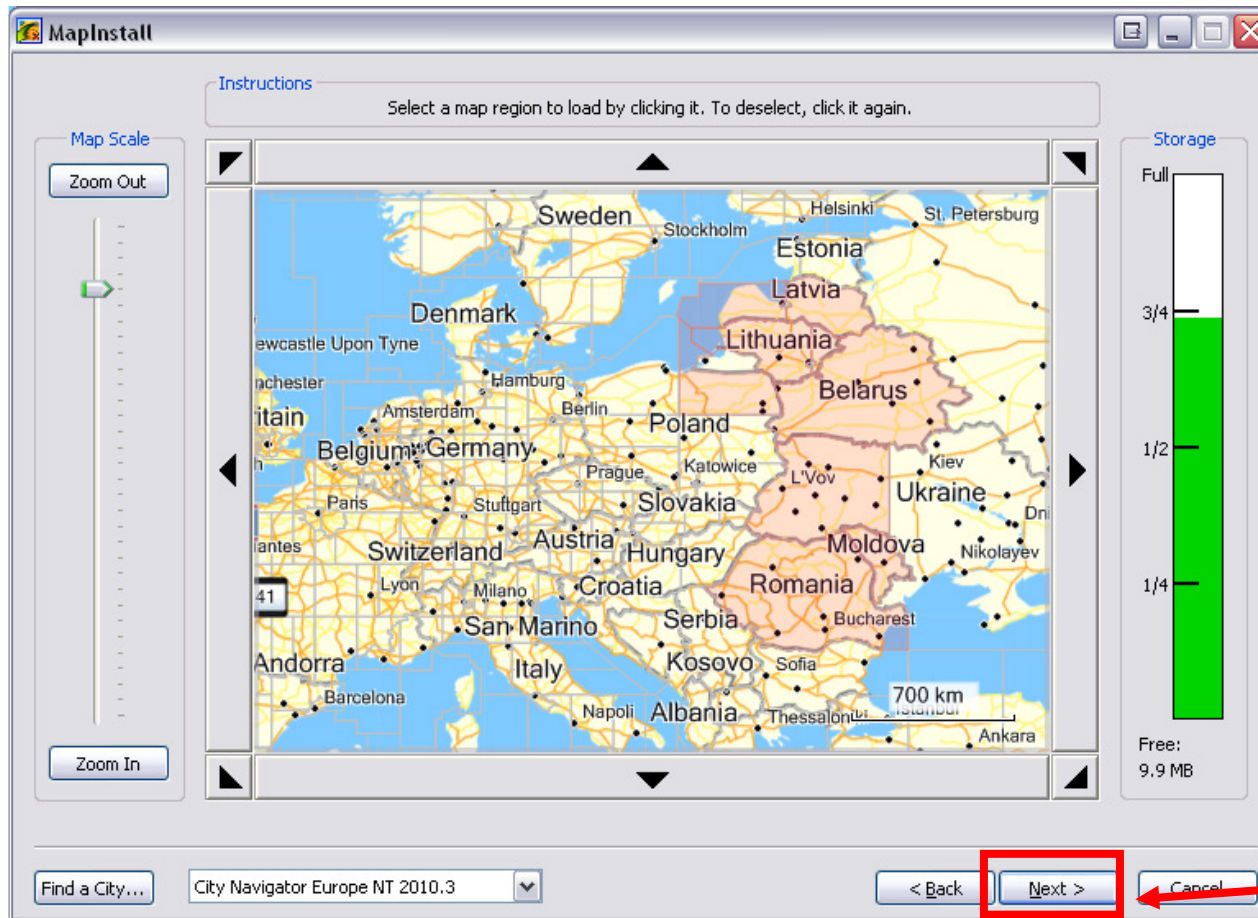 MapInstall
Instructions
Select a map region to load by clicking it. To deselect, click it again.
Map Scale
Zoom Out
Zoom In
Storage
Full
3/4
1/2
1/4
Free:
9.9 MB
Sweden
Helsinki
St. Petersburg
Stockholm
Estonia
Latvia
Denmark
ewcastle Upon Tyne
Lithuania
nchester
Hamburg
Belarus
itain
Amsterdam
Berlin
Poland
Belgium
Germany
Prague
Katowice
L'Vov
Kiev
h
Paris
Stuttgart
Slovakia
Ukraine
Dni
antes
Switzerland
Austria
Hungary
Moldova
Nikolayev
Lyon
Milano
Croatia
Romania
41
San Marino
Serbia
Bucharest
Andorra
Italy
Kosovo
Sofia
Barcelona
700 km
Napoli
Albania
Ankara
Find a City...
City Navigator Europe NT 2010.3
< Back
Next >
Cancel